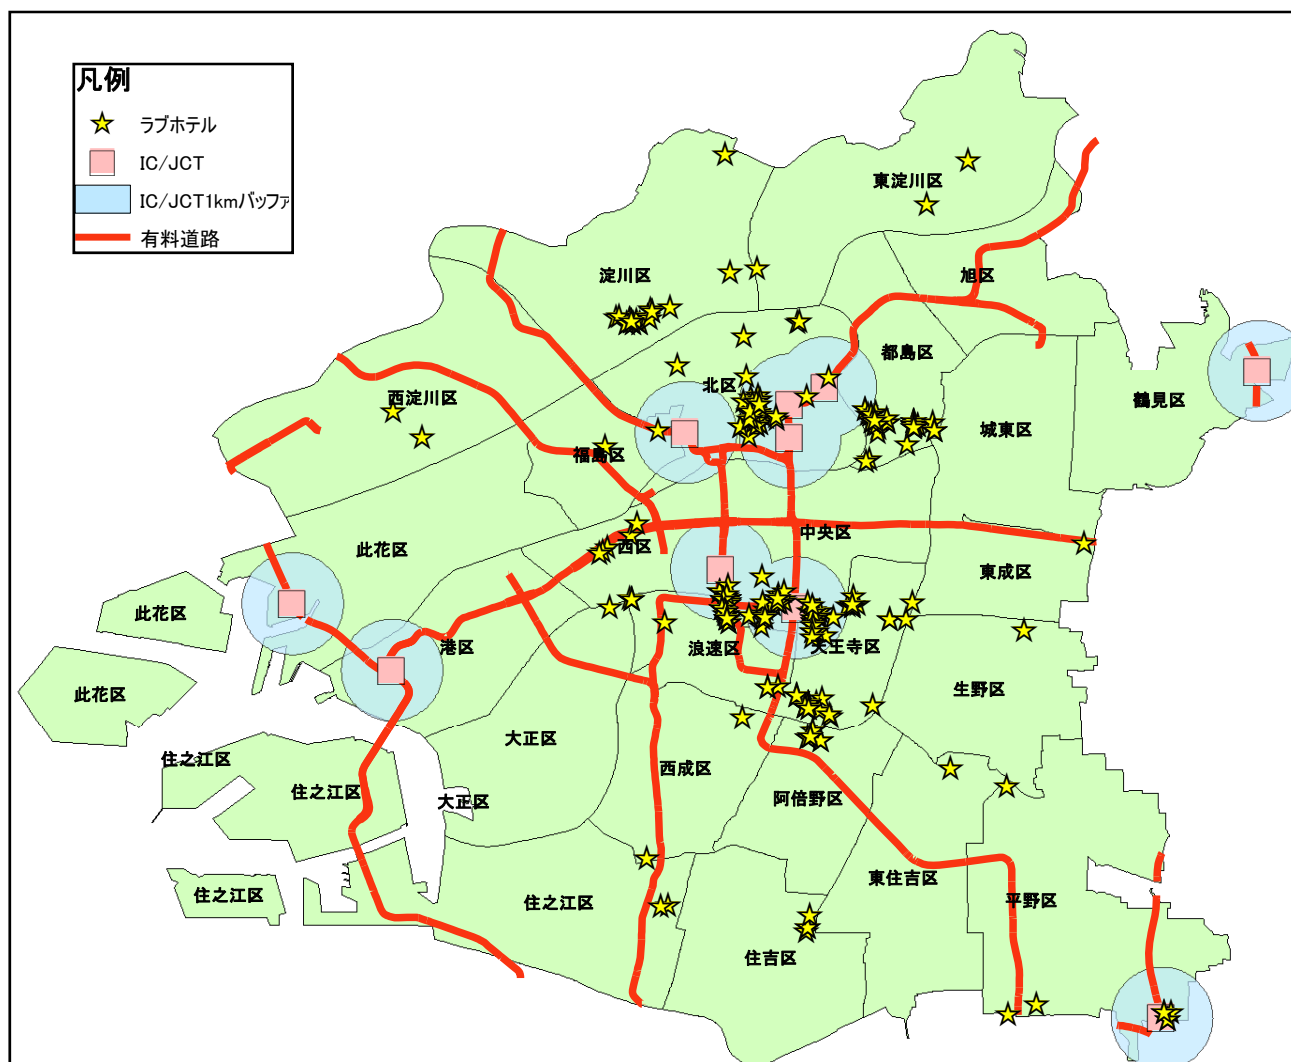 凡例
ラブホテル
IC/JCT
IC/JCT1kmバッファ
有料道路
東淀川区
淀川区
旭区
都島区
北区
西淀川区
鶴見区
城東区
福島区
中央区
西区
此花区
東成区
此花区
港区
浪速区
天王寺区
生野区
此花区
大正区
住之江区
西成区
住之江区
大正区
阿倍野区
東住吉区
住之江区
住之江区
平野区
住吉区